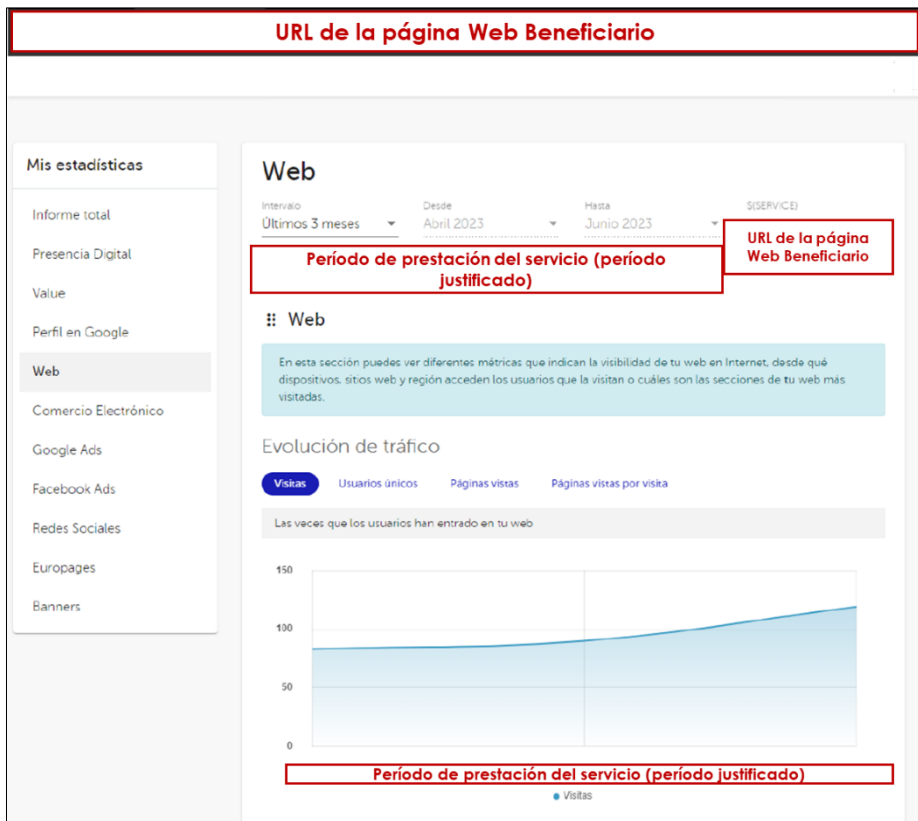 URL de la página Web Beneficiario
Mis estadísticas
Informe total
Presencia Digital
Value
Perfil en Google
Web
Comercio Electrónico
Google Ads
Facebook Ads
Redes Sociales
Europages
Banners
Web
Intervalo
Últimos 3 meses
Desde
Abril 2023
Hasta
Junio 2023
S(SERVICE)
URL de la página
Web Beneficiario
Período de prestación del servicio (período
justificado)
Web
En esta sección puedes ver diferentes métricas que indican la visibilidad de tu web en Internet, desde qué
dispositivos, sitios web y región acceden los usuarios que la visitan o cuáles son las secciones de tu web más
visitadas.
Evolución de tráfico
Visitas Usuarios únicos Páginas vistas Páginas vistas por visita
Las veces que los usuarios han entrado en tu web
150
100
50
0
Período de prestación del servicio (período justificado)
Visitas